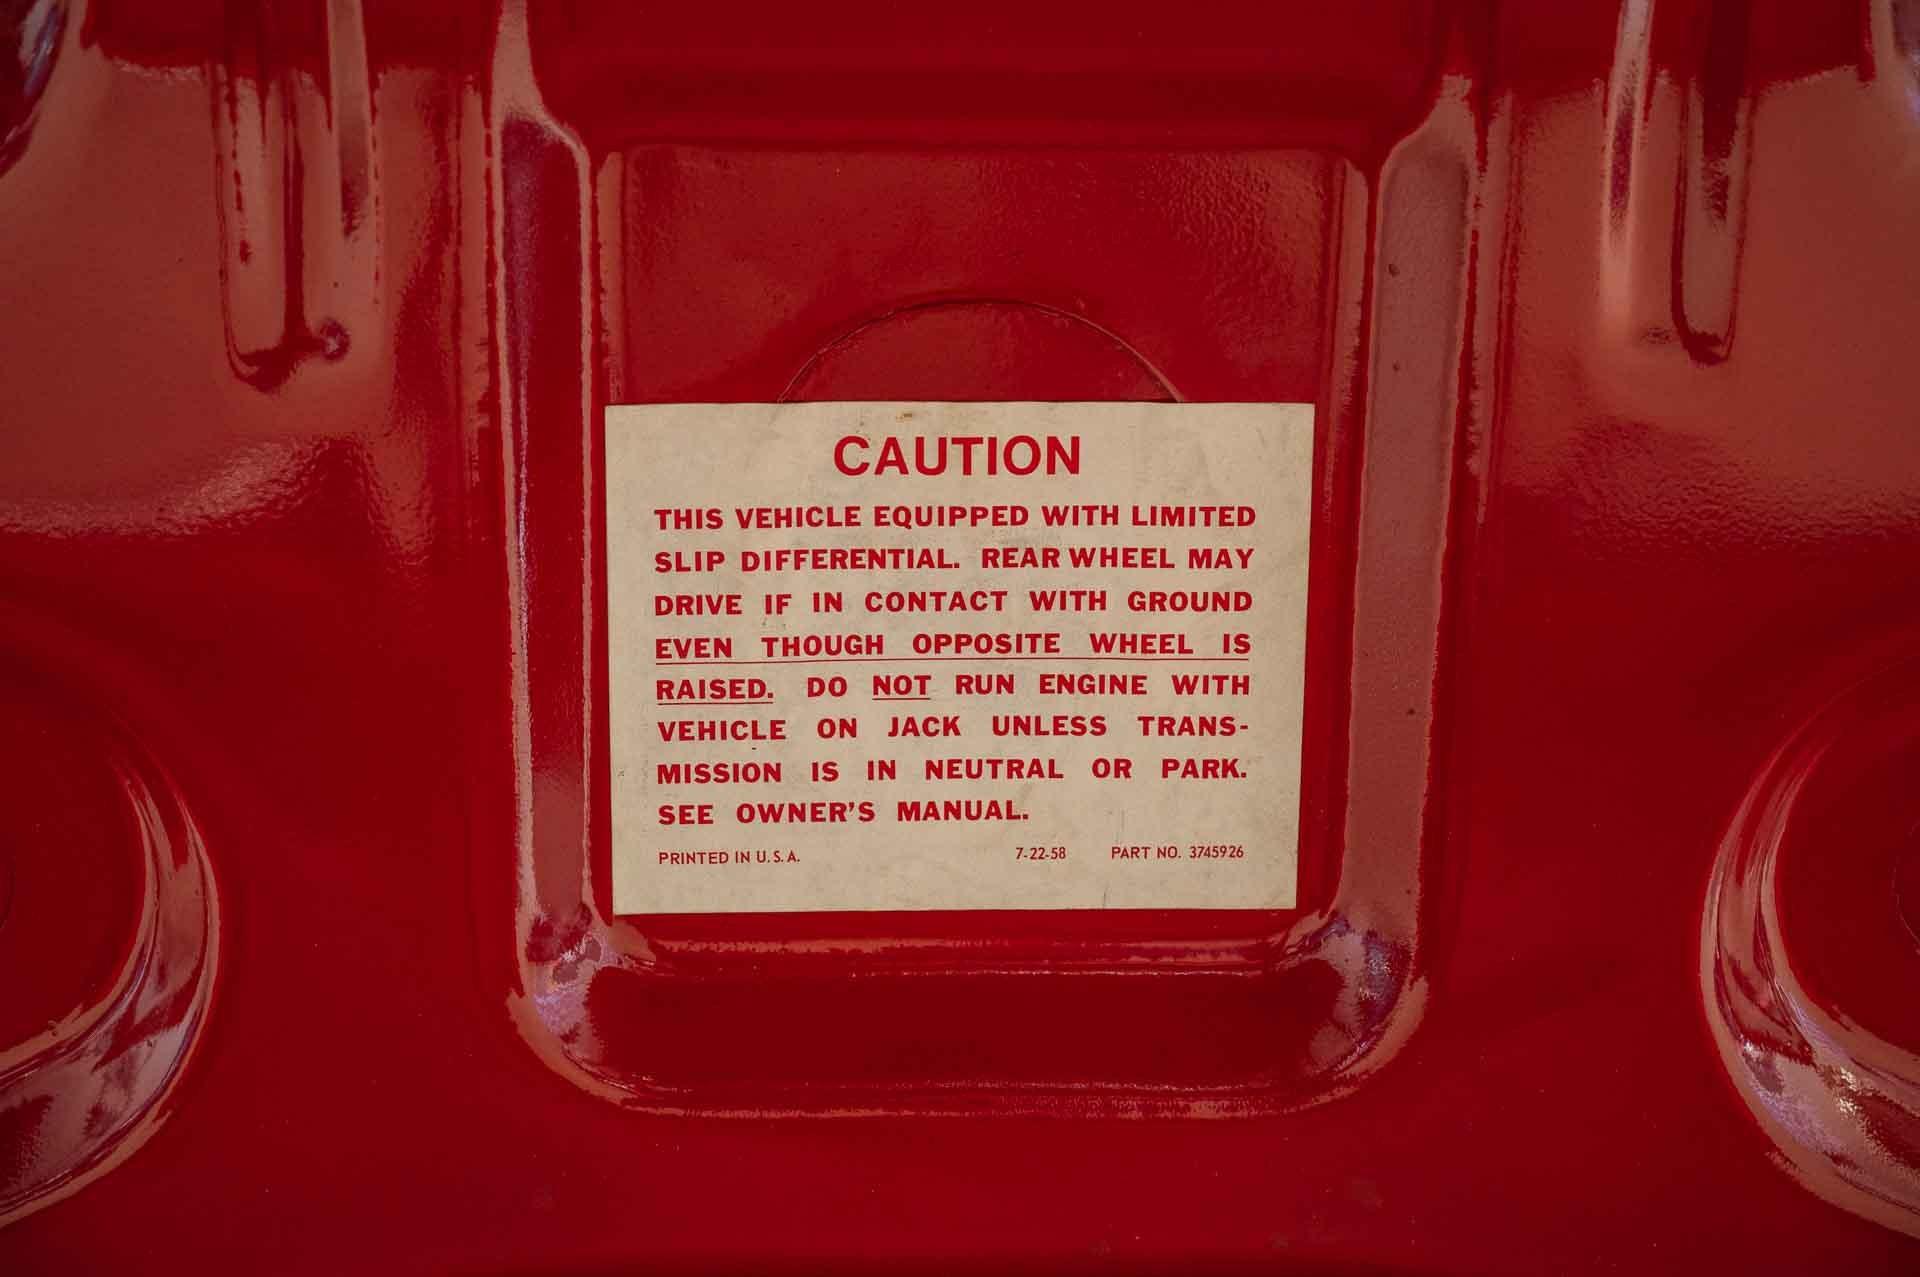 CAUTION
THIS VEHICLE EQUIPPED WITH LIMITED
SLIP DIFFERENTIAL. REAR WHEEL MAY
DRIVE IF IN CONTACT WITH GROUND
EVEN THOUGH OPPOSITE WHEEL IS
RAISED. DO NOT RUN ENGINE WITH
VEHICLE ON JACK UNLESS TRANS-
MISSION IS IN NEUTRAL OR PARK.
SEE OWNER'S MANUAL.
PRINTED IN U.S.A. 7-22-58 PART NO. 3745926